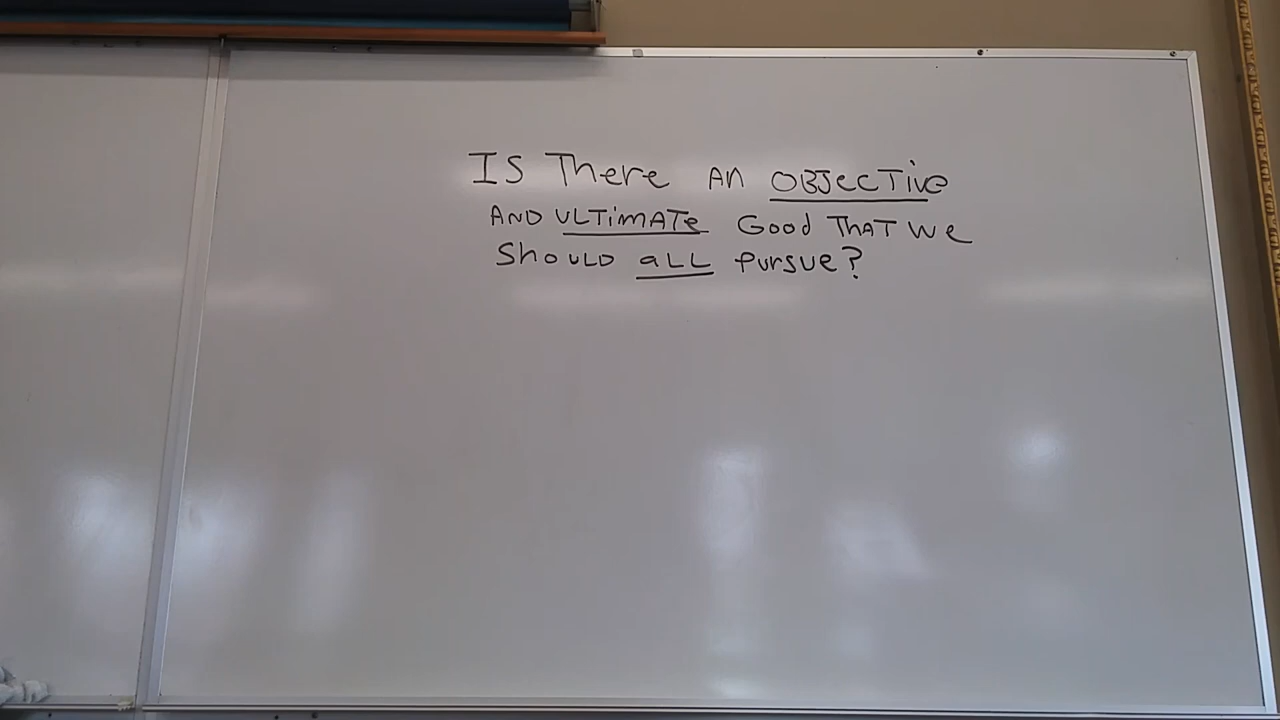 IS There AN OBJecTive
AND ULTiMATe Good THAT We
ShoULD aLL pursue?